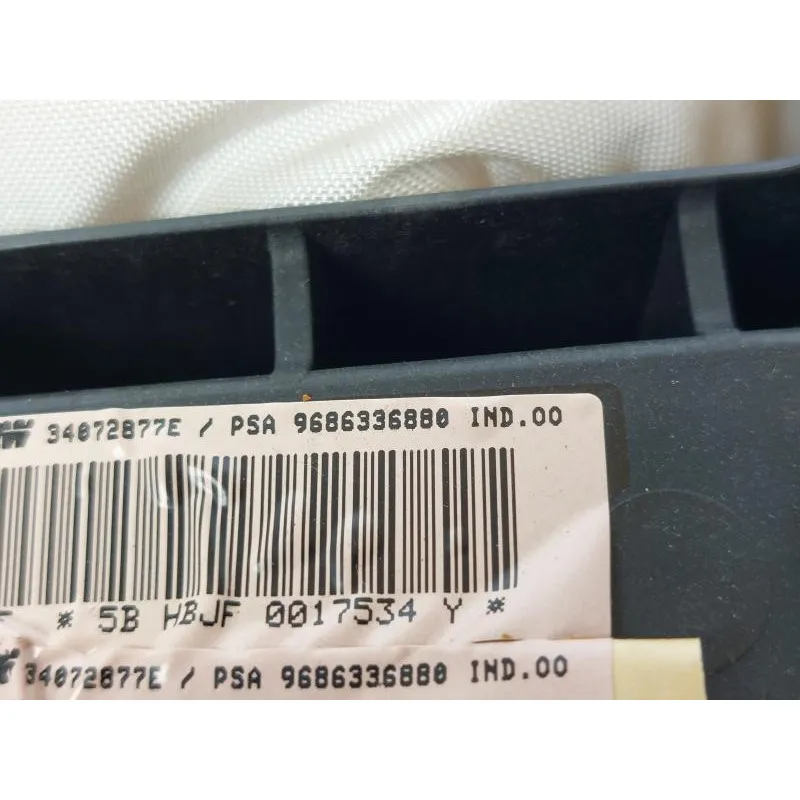 34072877E / PSA 9686336880 IND.00
* 5B HBJF 0017534 Y *
34072877E / PSA 9686336880 IND.00